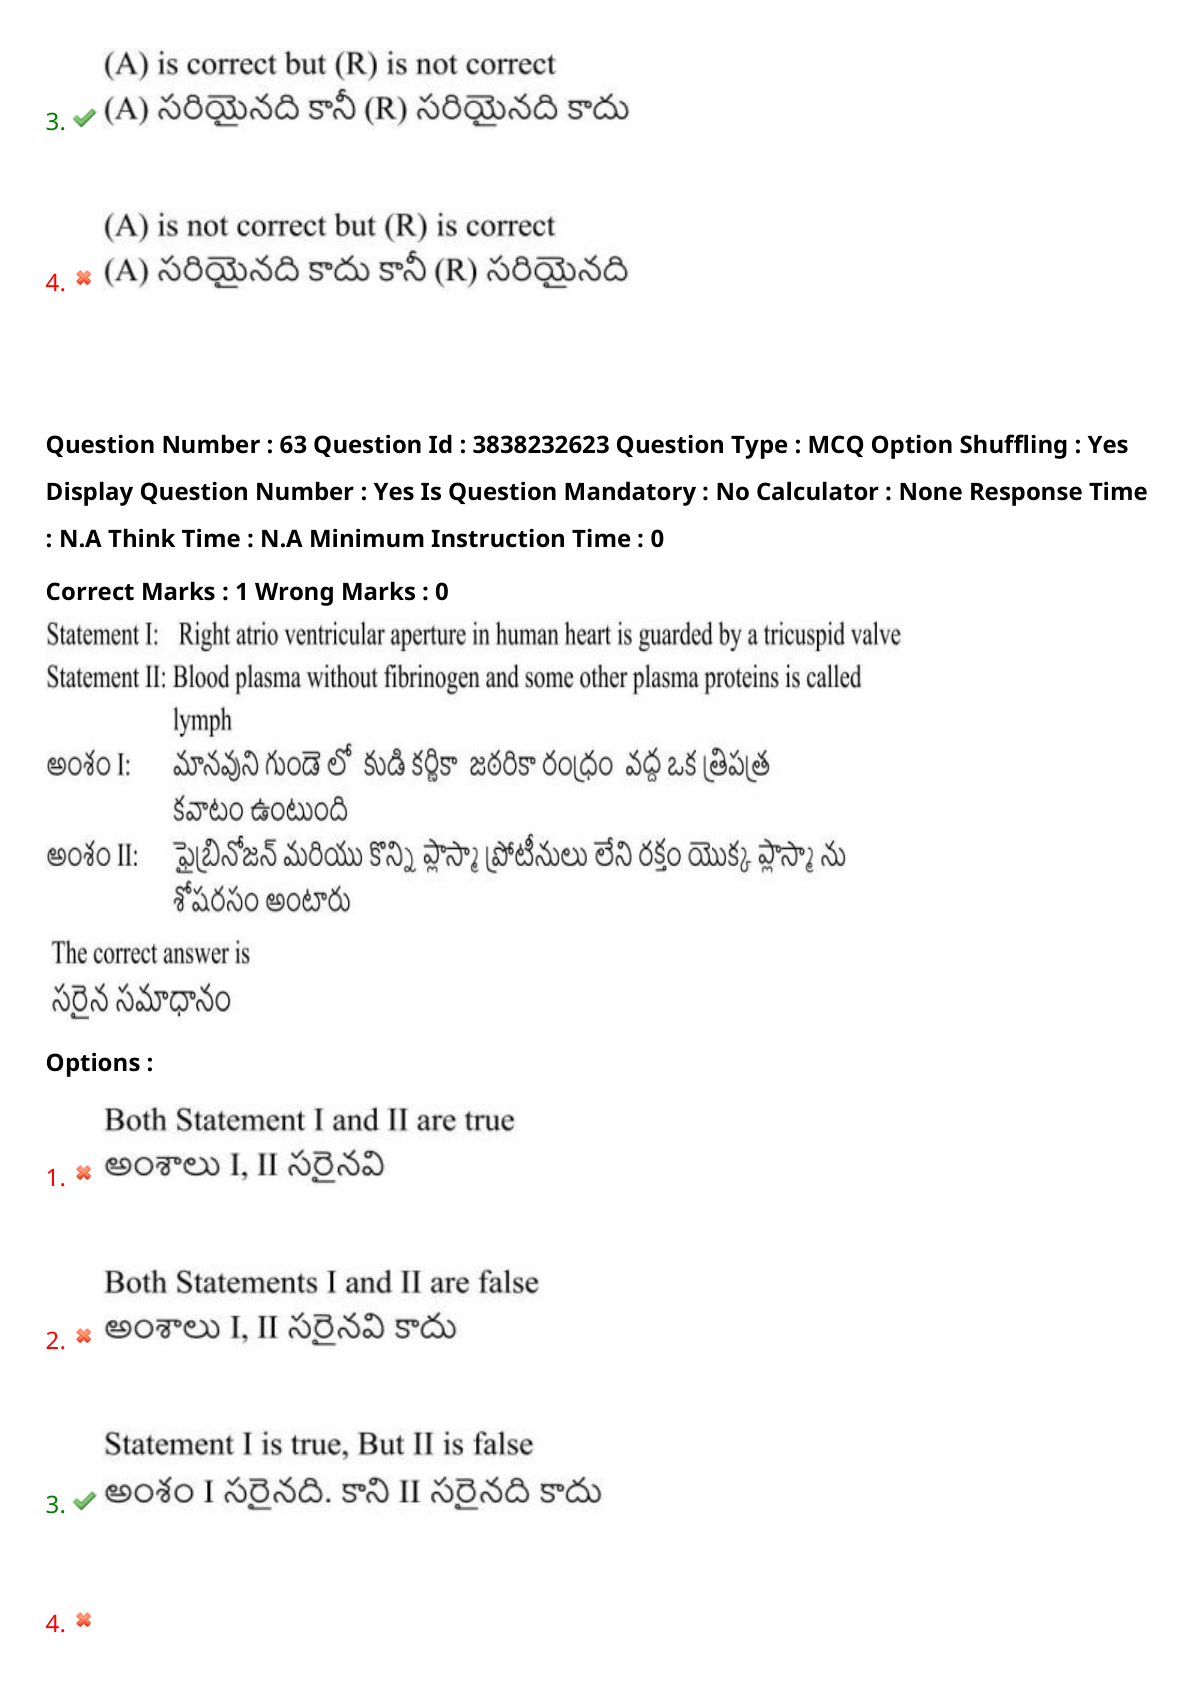 (A) is correct but (R) is not correct
3. (A) సరియైనది కానీ (R) సరియైనది కాదు
(A) is not correct but (R) is correct
4. (A) సరియైనది కాదు కానీ (R) సరియైనది
Question Number : 63 Question Id : 3838232623 Question Type : MCQ Option Shuffling : Yes
Display Question Number : Yes Is Question Mandatory : No Calculator : None Response Time
: N.A Think Time : N.A Minimum Instruction Time : 0
Correct Marks : 1 Wrong Marks : 0
Statement I: Right atrio ventricular aperture in human heart is guarded by a tricuspid valve
Statement II: Blood plasma without fibrinogen and some other plasma proteins is called
lymph
అంశం I: మానవుని గుండె లో కుడి కర్ణికా జఠరికా రంధ్రం వద్ద ఒక త్రిపత్ర
కవాటం ఉంటుంది
అంశం II: ఫైబ్రినోజన్ మరియు కొన్ని ప్లాస్మా ప్రోటీనులు లేని రక్తం యొక్క ప్లాస్మా ను
శోషరసం అంటారు
The correct answer is
సరైన సమాధానం
Options :
Both Statement I and II are true
1. అంశాలు I, II సరైనవి
Both Statements I and II are false
2. అంశాలు I, II సరైనవి కాదు
Statement I is true, But II is false
3. అంశం I సరైనది. కాని II సరైనది కాదు
4.